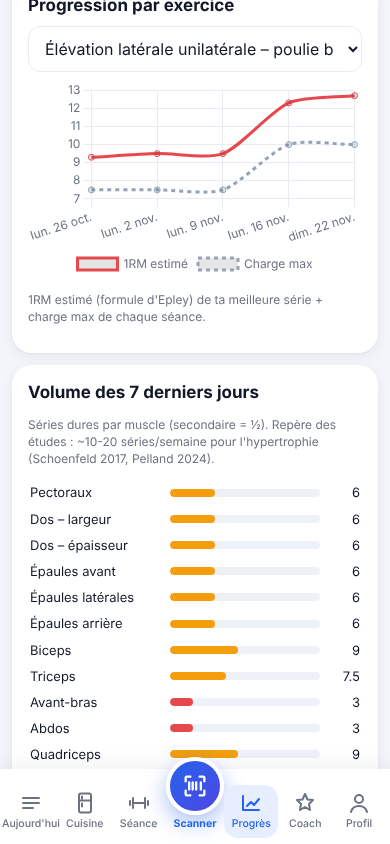 Progression par exercice
Élévation latérale unilatérale – poulie b
13
12
11
10
9
8
7
lun. 26 oct.
lun. 2 nov.
lun. 9 nov.
lun. 16 nov.
dim. 22 nov.
1RM estimé
Charge max
1RM estimé (formule d'Epley) de ta meilleure série +
charge max de chaque séance.
Volume des 7 derniers jours
Séries dures par muscle (secondaire = ½). Repère des
études : ~10-20 séries/semaine pour l'hypertrophie
(Schoenfeld 2017, Pelland 2024).
Pectoraux 6
Dos – largeur 6
Dos – épaisseur 6
Épaules avant 6
Épaules latérales 6
Épaules arrière 6
Biceps 9
Triceps 7.5
Avant-bras 3
Abdos 3
Quadriceps 9
Aujourd'hui
Cuisine
Séance
Scanner
Progrès
Coach
Profil